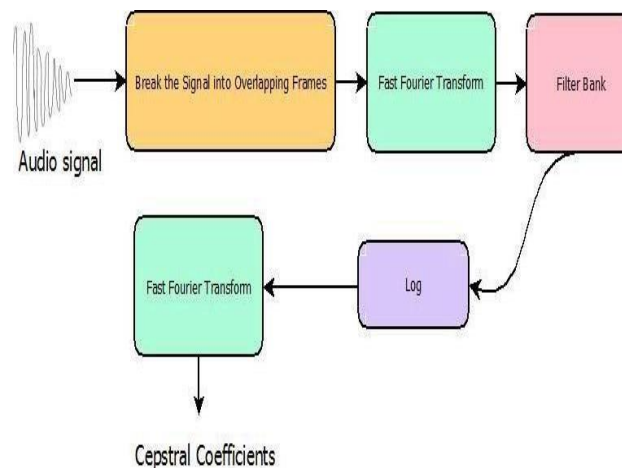 Break the Signal into Overlapping Frames
Fast Fourier Transform
Filter Bank
Audio signal
Fast Fourier Transform
Log
Cepstral Coefficients